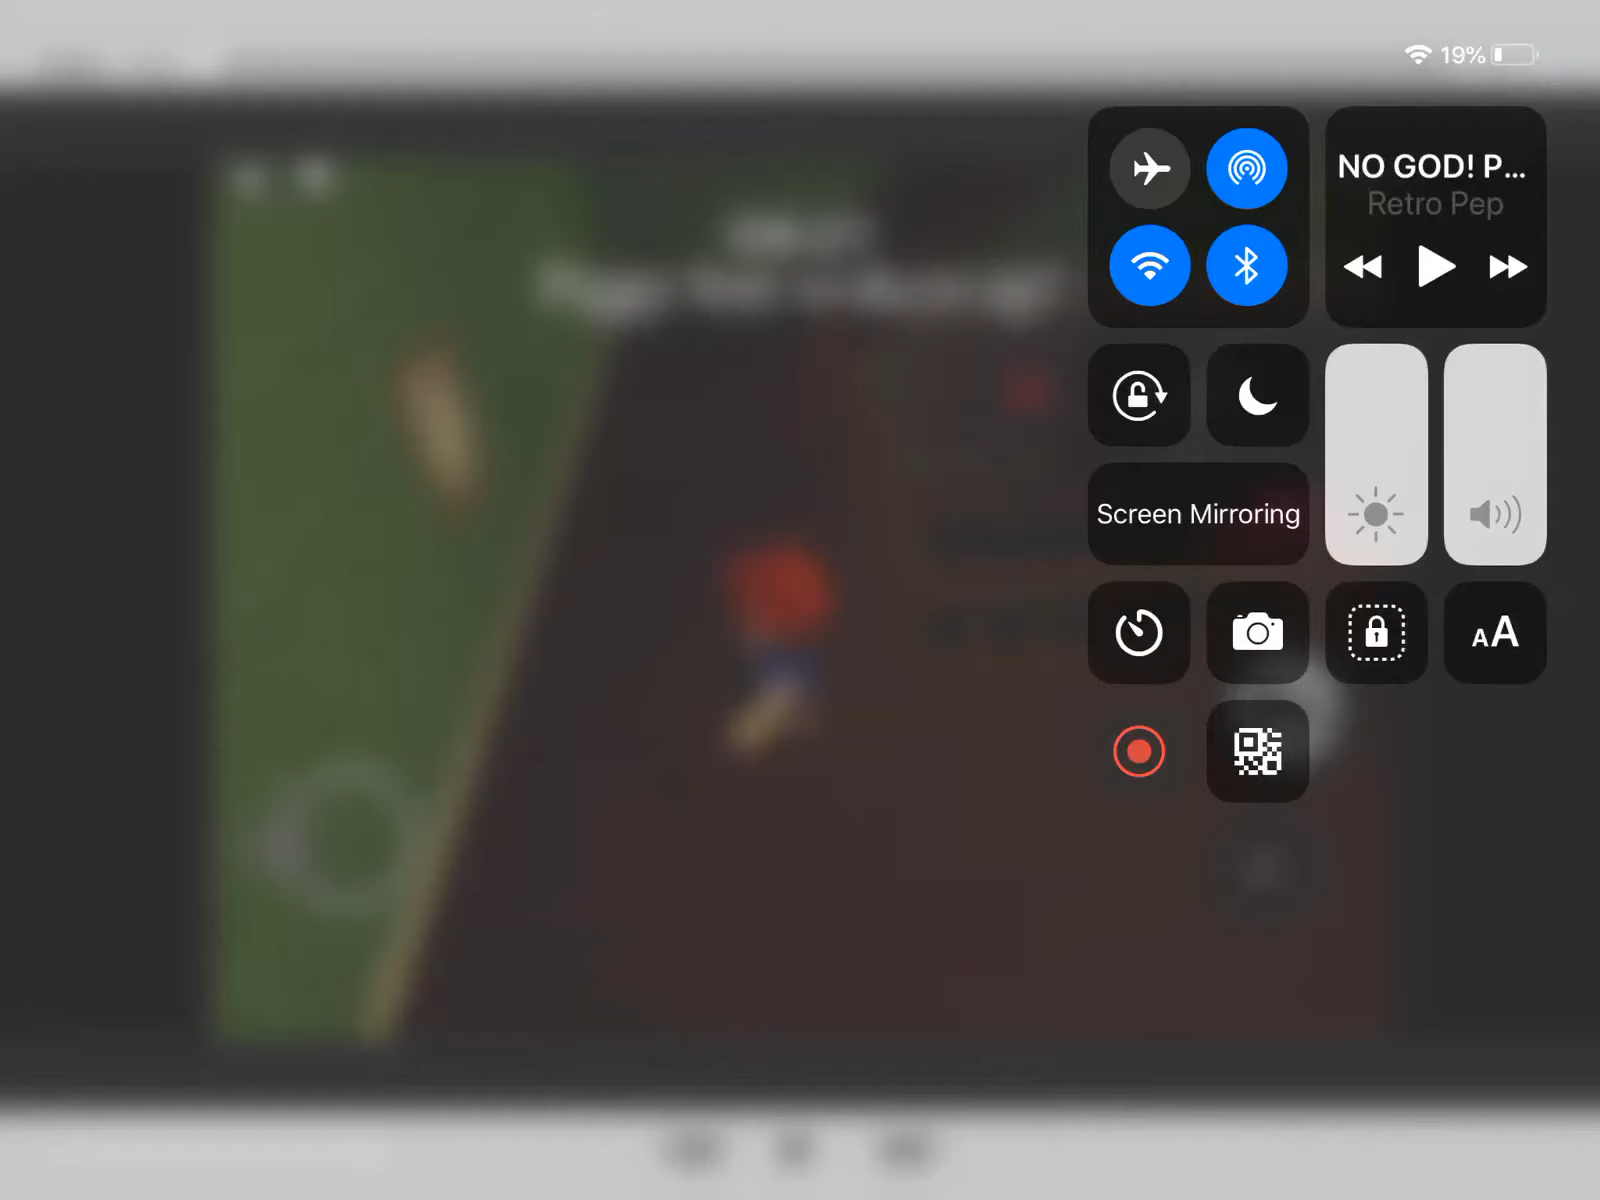 19%
NO GOD! P...
Retro Pep
Screen Mirroring
AA